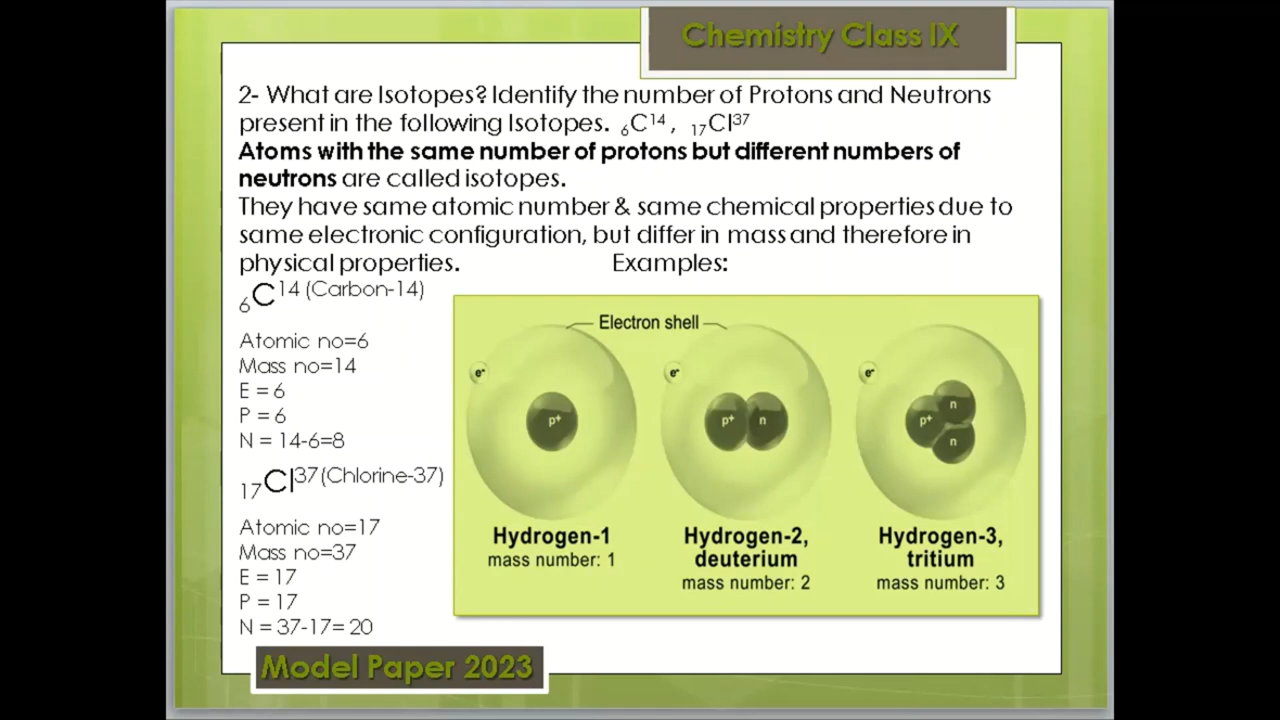 Chemistry Class IX
2- What are Isotopes? Identify the number of Protons and Neutrons
present in the following Isotopes. ₆C¹⁴ , ₁₇Cl³⁷
Atoms with the same number of protons but different numbers of
neutrons are called isotopes.
They have same atomic number & same chemical properties due to
same electronic configuration, but differ in mass and therefore in
physical properties. Examples:
₆C¹⁴ (Carbon-14)
Atomic no=6
Mass no=14
E = 6
P = 6
N = 14-6=8
₁₇Cl³⁷ (Chlorine-37)
Atomic no=17
Mass no=37
E = 17
P = 17
N = 37-17= 20
Electron shell
e⁻ e⁻ e⁻
p⁺ p⁺ n p⁺ n n
Hydrogen-1
mass number: 1
Hydrogen-2,
deuterium
mass number: 2
Hydrogen-3,
tritium
mass number: 3
Model Paper 2023